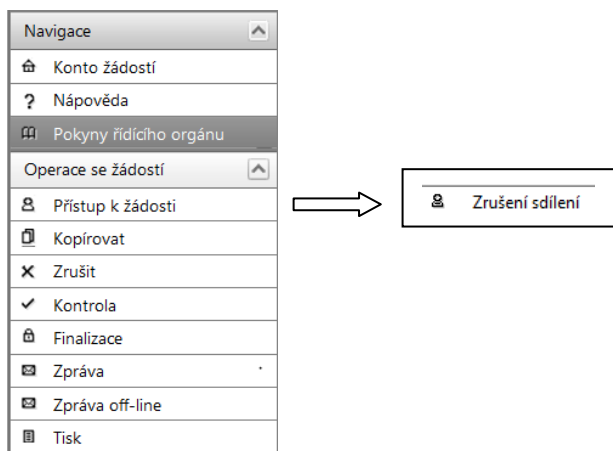 Navigace
Konto žádostí
? Nápověda
Pokyny řídícího orgánu
Operace se žádostí
Přístup k žádosti
Kopírovat
Zrušit
Kontrola
Finalizace
Zpráva
Zpráva off-line
Tisk
Zrušení sdílení